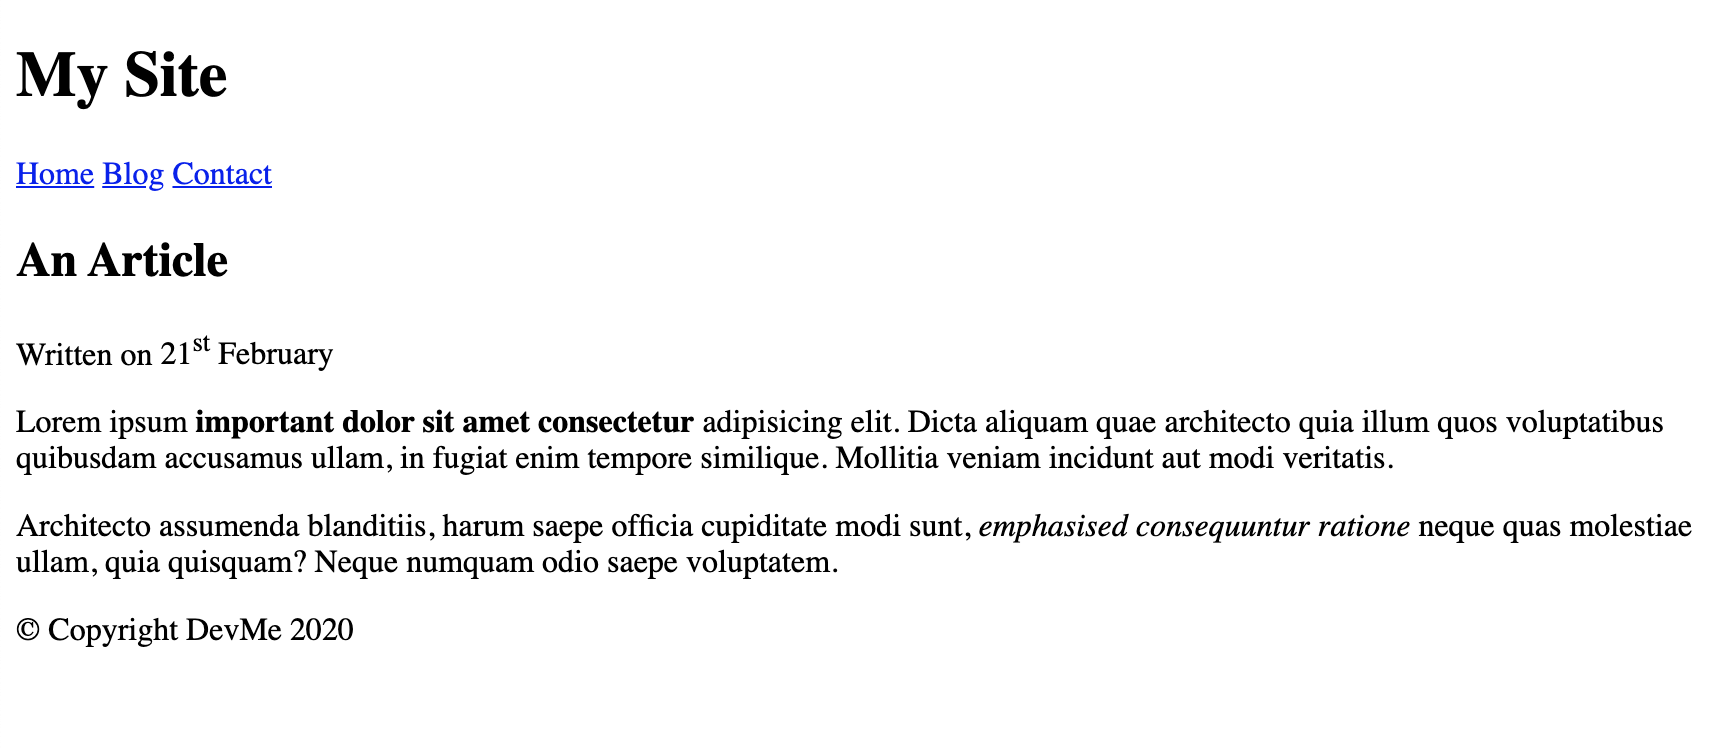 My Site
Home Blog Contact
An Article
Written on 21st February
Lorem ipsum important dolor sit amet consectetur adipisicing elit. Dicta aliquam quae architecto quia illum quos voluptatibus
quibusdam accusamus ullam, in fugiat enim tempore similique. Mollitia veniam incidunt aut modi veritatis.
Architecto assumenda blanditiis, harum saepe officia cupiditate modi sunt, emphasised consequuntur ratione neque quas molestiae
ullam, quia quisquam? Neque numquam odio saepe voluptatem.
© Copyright DevMe 2020